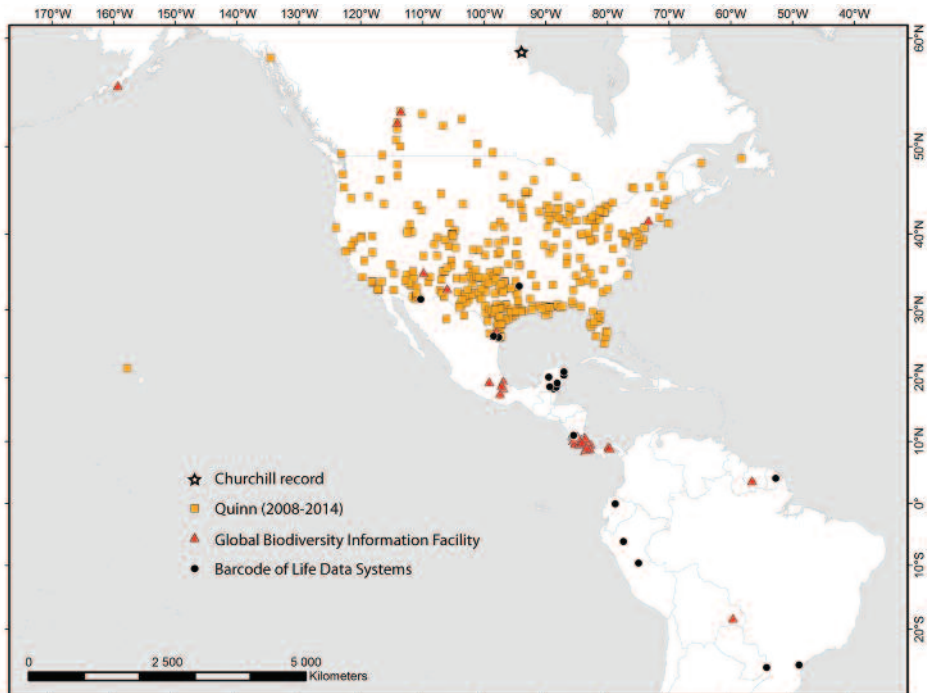 170°W 160°W 150°W 140°W 130°W 120°W 110°W 100°W 90°W 80°W 70°W 60°W 50°W 40°W
60°N
50°N
40°N
30°N
20°N
10°N
0°
10°S
20°S
Churchill record
Quinn (2008-2014)
Global Biodiversity Information Facility
Barcode of Life Data Systems
0 2 500 5 000
Kilometers